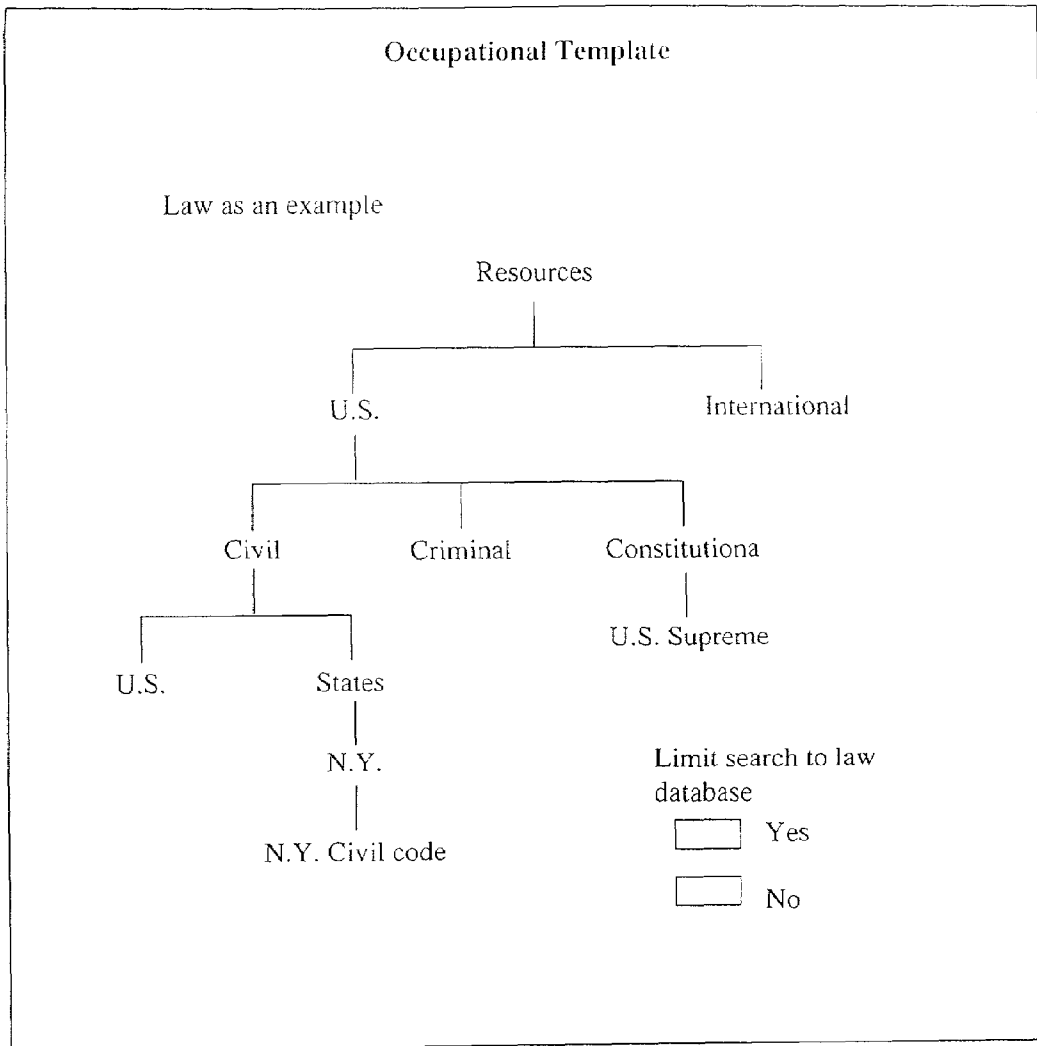 Occupational Template
Law as an example
Resources
U.S.
International
Civil
Criminal
Constitutiona
U.S. Supreme
U.S.
States
N.Y.
N.Y. Civil code
Limit search to law
database
Yes
No